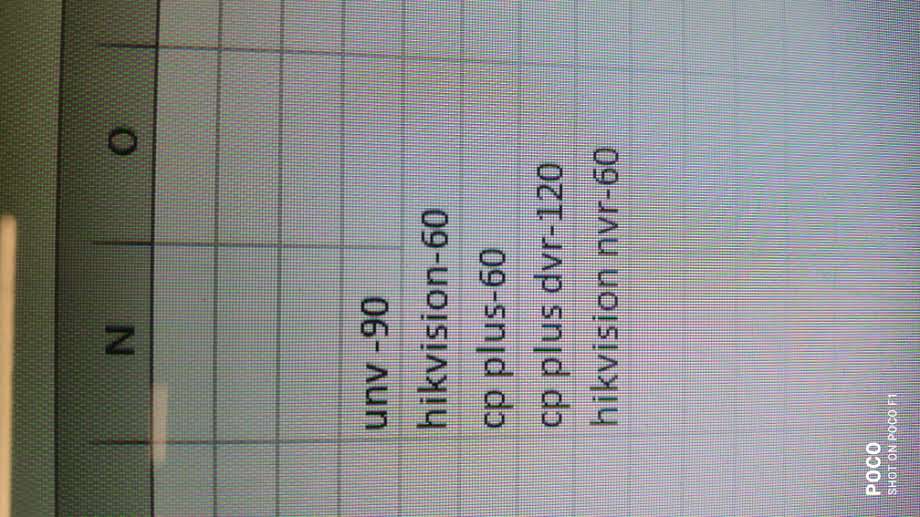 N O
unv -90
hikvision-60
cp plus-60
cp plus dvr-120
hikvision nvr-60
POCO
SHOT ON POCO F1